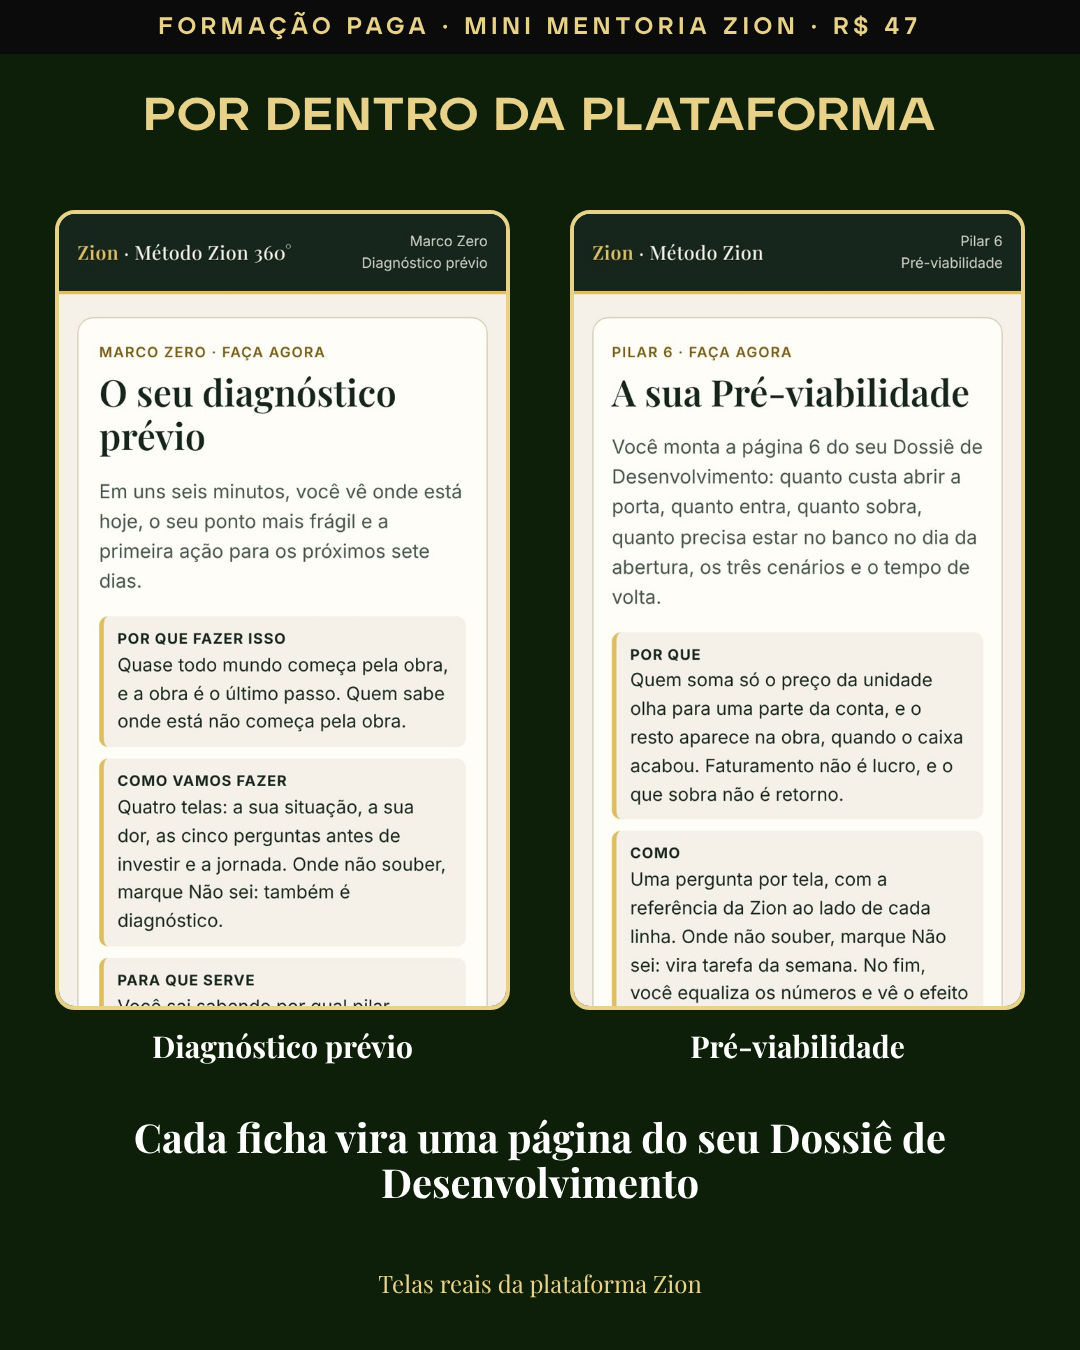 FORMAÇÃO PAGA · MINI MENTORIA ZION · R$ 47
POR DENTRO DA PLATAFORMA
Zion · Método Zion 360°
Marco Zero
Diagnóstico prévio
MARCO ZERO · FAÇA AGORA
O seu diagnóstico
prévio
Em uns seis minutos, você vê onde está
hoje, o seu ponto mais frágil e a
primeira ação para os próximos sete
dias.
POR QUE FAZER ISSO
Quase todo mundo começa pela obra,
e a obra é o último passo. Quem sabe
onde está não começa pela obra.
COMO VAMOS FAZER
Quatro telas: a sua situação, a sua
dor, as cinco perguntas antes de
investir e a jornada. Onde não souber,
marque Não sei: também é
diagnóstico.
PARA QUE SERVE
Você sai sabendo por qual pilar
Diagnóstico prévio
Zion · Método Zion
Pilar 6
Pré-viabilidade
PILAR 6 · FAÇA AGORA
A sua Pré-viabilidade
Você monta a página 6 do seu Dossiê de
Desenvolvimento: quanto custa abrir a
porta, quanto entra, quanto sobra,
quanto precisa estar no banco no dia da
abertura, os três cenários e o tempo de
volta.
POR QUE
Quem soma só o preço da unidade
olha para uma parte da conta, e o
resto aparece na obra, quando o caixa
acabou. Faturamento não é lucro, e o
que sobra não é retorno.
COMO
Uma pergunta por tela, com a
referência da Zion ao lado de cada
linha. Onde não souber, marque Não
sei: vira tarefa da semana. No fim,
você equaliza os números e vê o efeito
Pré-viabilidade
Cada ficha vira uma página do seu Dossiê de
Desenvolvimento
Telas reais da plataforma Zion